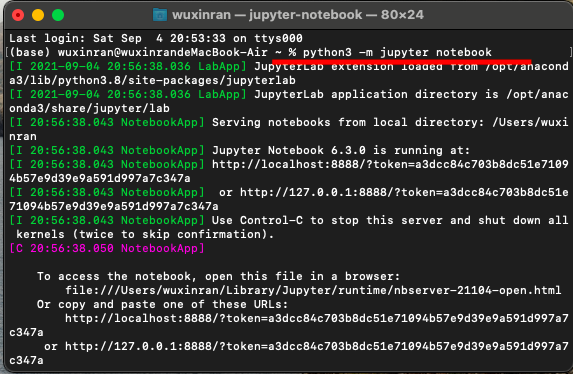 wuxinran — jupyter-notebook — 80×24
Last login: Sat Sep  4 20:53:33 on ttys000
[(base) wuxinran@wuxinrandeMacBook-Air ~ % python3 -m jupyter notebook ]
[I 2021-09-04 20:56:38.036 LabApp] JupyterLab extension loaded from /opt/anacond
a3/lib/python3.8/site-packages/jupyterlab
[I 2021-09-04 20:56:38.036 LabApp] JupyterLab application directory is /opt/anac
onda3/share/jupyter/lab
[I 20:56:38.043 NotebookApp] Serving notebooks from local directory: /Users/wuxi
nran
[I 20:56:38.043 NotebookApp] Jupyter Notebook 6.3.0 is running at:
[I 20:56:38.043 NotebookApp] http://localhost:8888/?token=a3dcc84c703b8dc51e7109
4b57e9d39e9a591d997a7c347a
[I 20:56:38.043 NotebookApp]  or http://127.0.0.1:8888/?token=a3dcc84c703b8dc51e
71094b57e9d39e9a591d997a7c347a
[I 20:56:38.043 NotebookApp] Use Control-C to stop this server and shut down all
 kernels (twice to skip confirmation).
[C 20:56:38.050 NotebookApp]
    To access the notebook, open this file in a browser:
        file:///Users/wuxinran/Library/Jupyter/runtime/nbserver-21104-open.html
    Or copy and paste one of these URLs:
        http://localhost:8888/?token=a3dcc84c703b8dc51e71094b57e9d39e9a591d997a7
c347a
     or http://127.0.0.1:8888/?token=a3dcc84c703b8dc51e71094b57e9d39e9a591d997a7
c347a